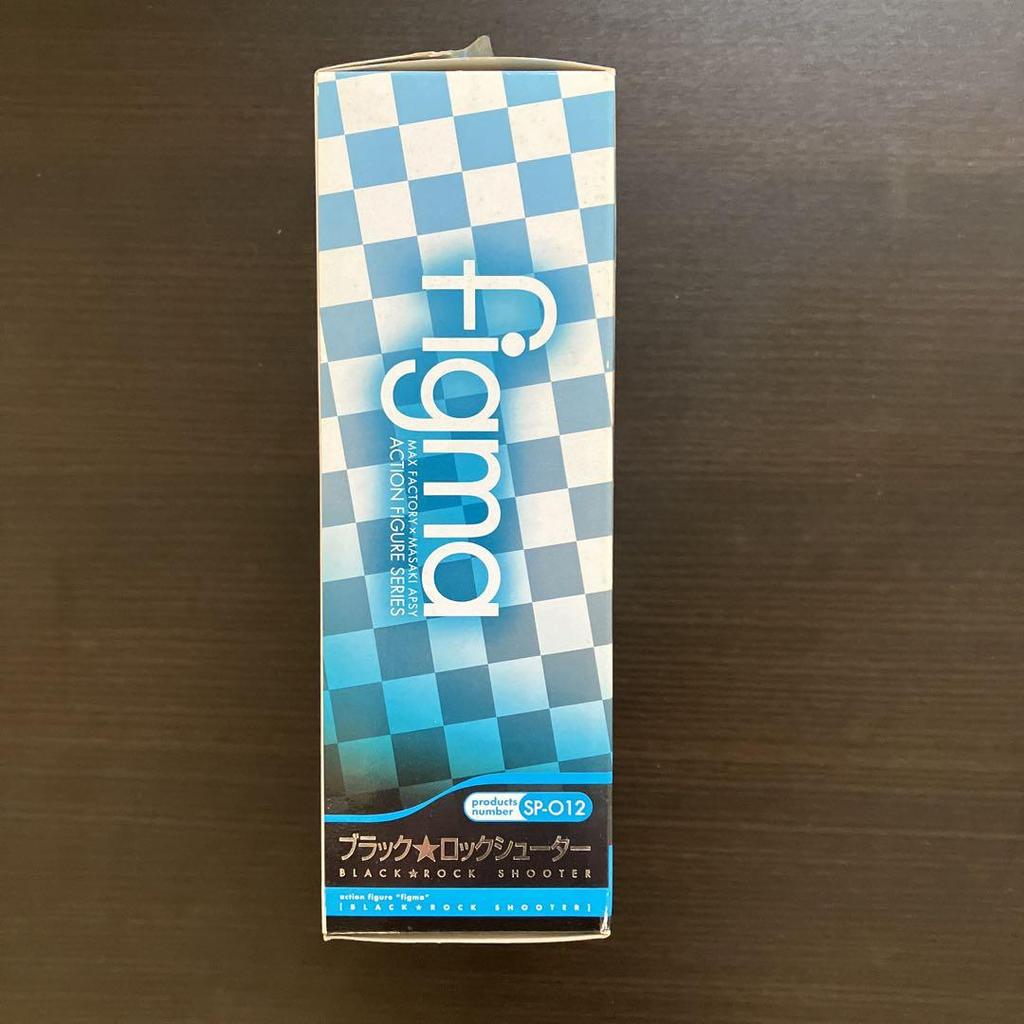 figma
MAX FACTORY×MASAKI APSY
ACTION FIGURE SERIES
products
number
SP-012
ブラック★ロックシューター
BLACK★ROCK SHOOTER
action figure "figma"
[BLACK★ROCK SHOOTER]